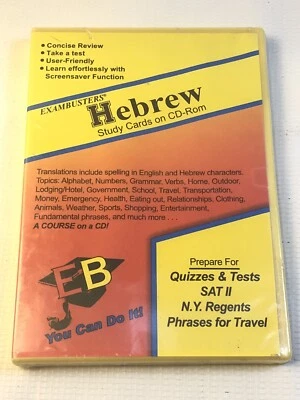 • Concise Review
• Take a test
• User-Friendly
• Learn effortlessly with
Screensaver Function
EXAMBUSTERS®
Hebrew
Study Cards on CD-Rom
Translations include spelling in English and Hebrew characters.
Topics: Alphabet, Numbers, Grammar, Verbs, Home, Outdoor,
Lodging/Hotel, Government, School, Travel, Transportation,
Money, Emergency, Health, Eating out, Relationships, Clothing,
Animals, Weather, Sports, Shopping, Entertainment,
Fundamental phrases, and much more . . .
A COURSE on a CD!
EB
You Can Do It!
Prepare For
Quizzes & Tests
SAT II
N.Y. Regents
Phrases for Travel